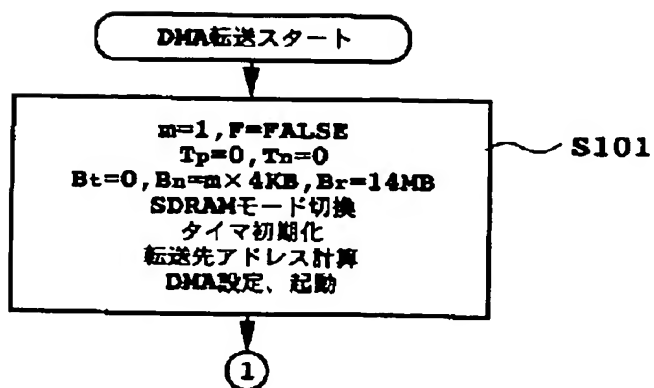 DMA転送スタート
m=1,F=FALSE
Tp=0,Tn=0
Bt=0,Bn=m×4KB,Br=14MB
SDRAMモード切換
タイマ初期化
転送先アドレス計算
DMA設定、起動
S101
1